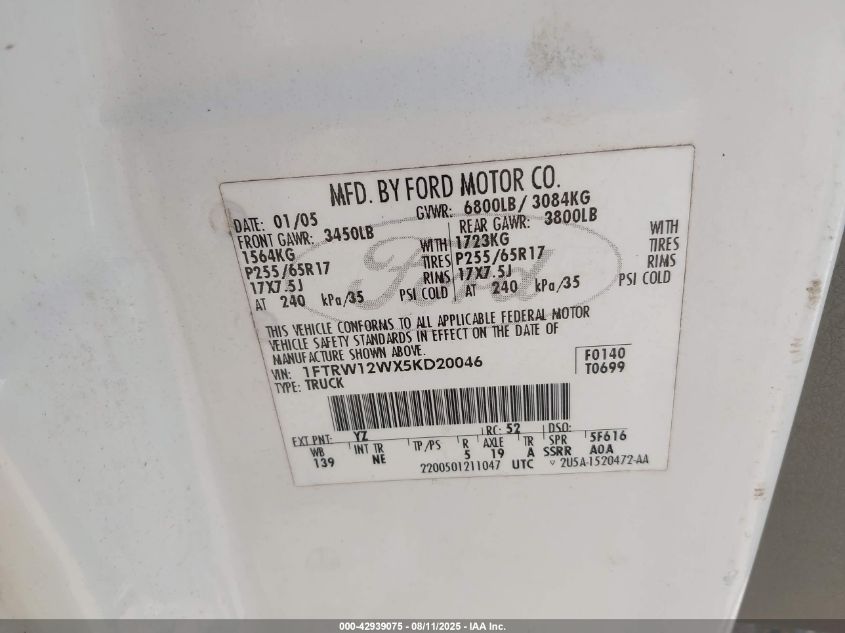 MFD. BY FORD MOTOR CO.
DATE: 01/05 GVWR: 6800LB/ 3084KG
FRONT GAWR: 3450LB REAR GAWR: 3800LB
1564KG WITH 1723KG WITH
P255/65R17 TIRES P255/65R17 TIRES
17X7.5J RIMS 17X7.5J RIMS
AT 240 kPa/35 PSI COLD AT 240 kPa/35 PSI COLD
Ford
THIS VEHICLE CONFORMS TO ALL APPLICABLE FEDERAL MOTOR
VEHICLE SAFETY STANDARDS IN EFFECT ON THE DATE OF
MANUFACTURE SHOWN ABOVE.
VIN: 1FTRW12WX5KD20046 F0140
TYPE: TRUCK T0699
EXT PNT: YZ RC: 52 DSO:
WB INT TR TP/PS R AXLE TR SPR 5F616
139 NE 5 19 A SSRR A0A
2200501211047 UTC 2U5A-1520472-AA
000-42939075 - 08/11/2025 - IAA Inc.